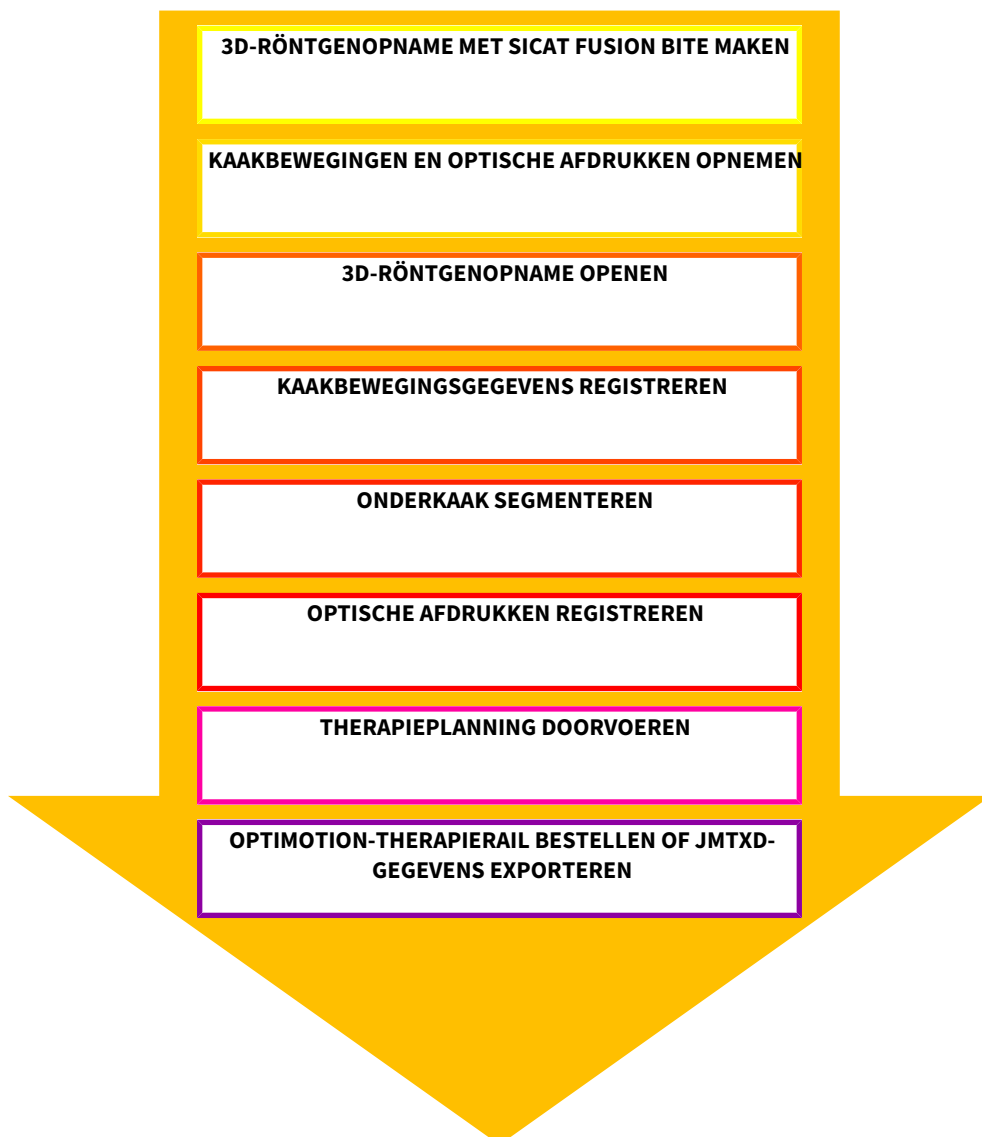 3D-RÖNTGENOPNAME MET SICAT FUSION BITE MAKEN
KAAKBEWEGINGEN EN OPTISCHE AFDRUKKEN OPNEMEN
3D-RÖNTGENOPNAME OPENEN
KAAKBEWEGINGSGEGEVENS REGISTREREN
ONDERKAAK SEGMENTEREN
OPTISCHE AFDRUKKEN REGISTREREN
THERAPIEPLANNING DOORVOEREN
OPTIMOTION-THERAPIERAIL BESTELLEN OF JMTXD-
GEGEVENS EXPORTEREN